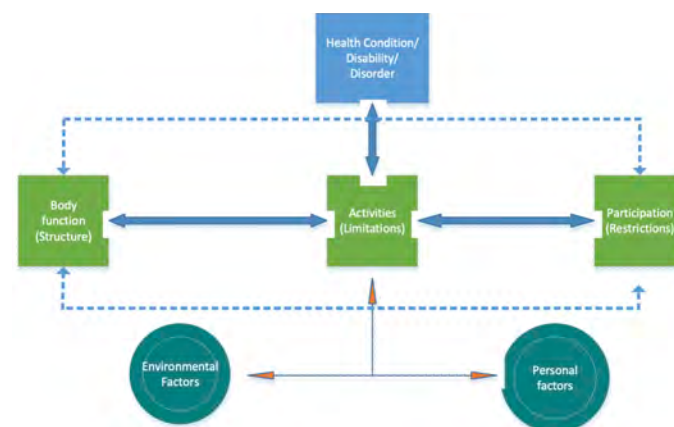 Health Condition/
Disability/
Disorder
Body
function
(Structure)
Activities
(Limitations)
Participation
(Restrictions)
Environmental
Factors
Personal
factors